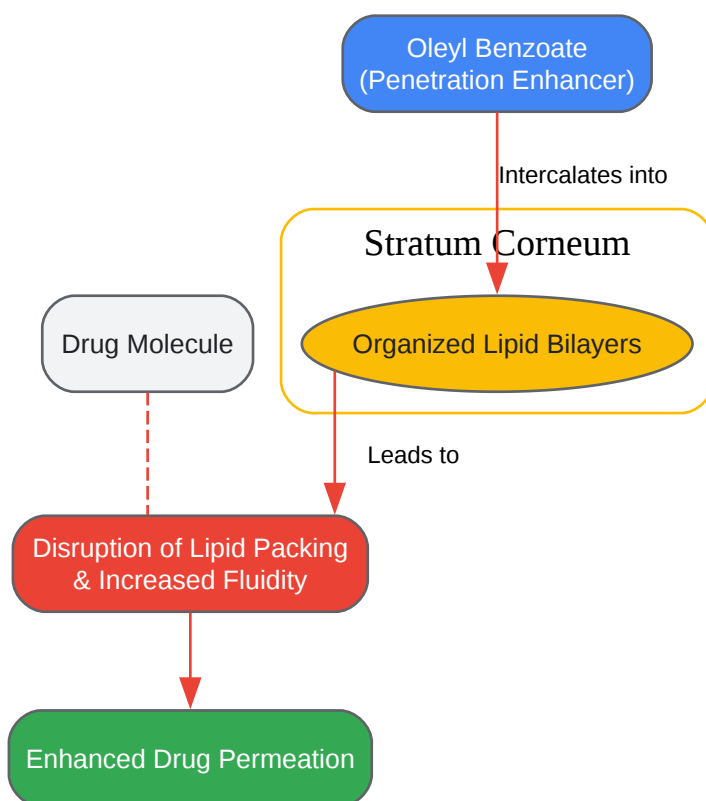 Oleyl Benzoate
(Penetration Enhancer)
Intercalates into
Stratum Corneum
Drug Molecule
Organized Lipid Bilayers
Leads to
Disruption of Lipid Packing
& Increased Fluidity
Enhanced Drug Permeation